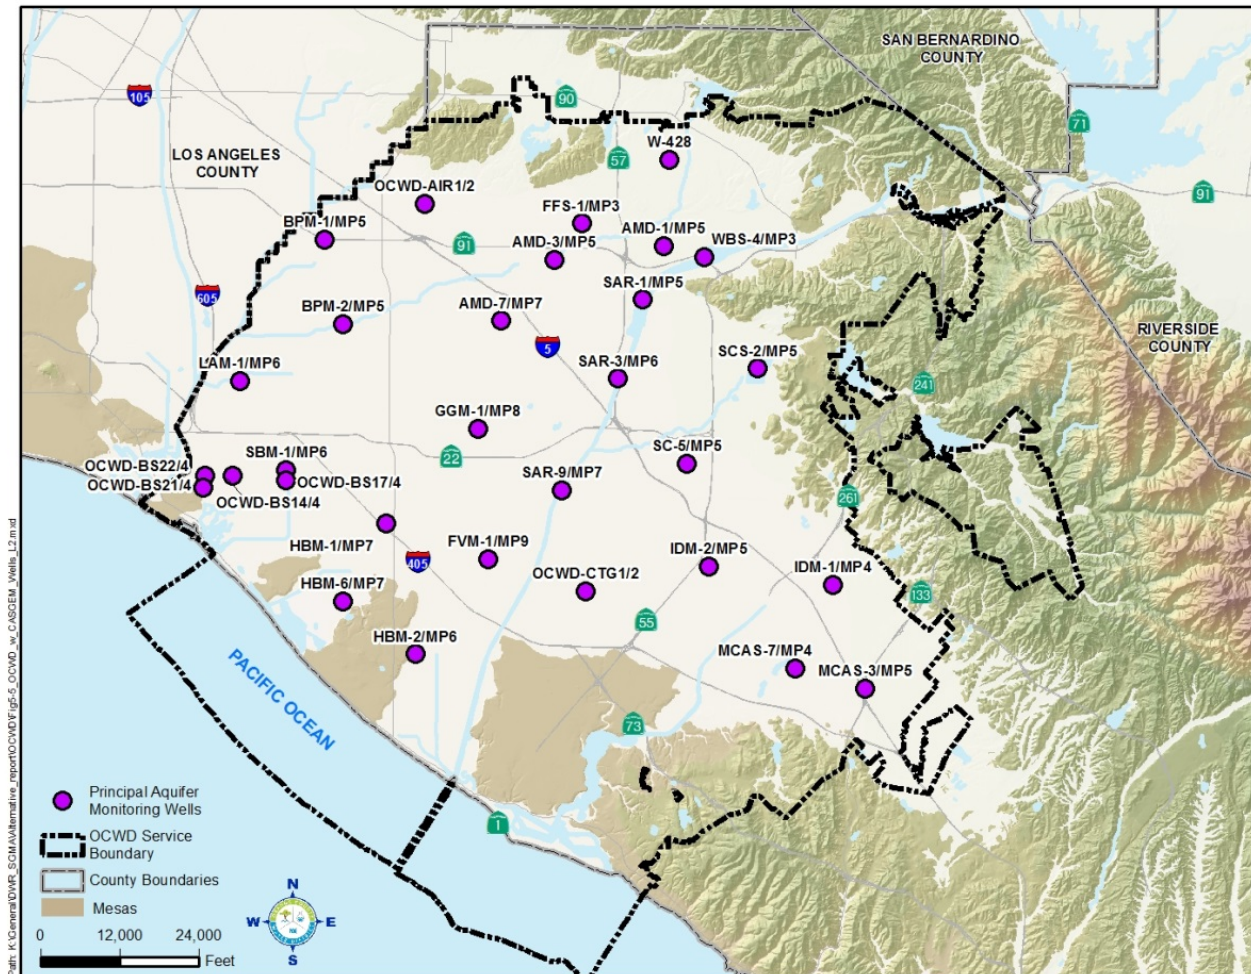 SAN BERNARDINO
COUNTY
105
90
71
LOS ANGELES
COUNTY
57
W-428
91
OCWD-AIR1/2
FFS-1/MP3
BPM-1/MP5
AMD-1/MP5
91
AMD-3/MP5
WBS-4/MP3
605
SAR-1/MP5
BPM-2/MP5
AMD-7/MP7
RIVERSIDE
COUNTY
5
SCS-2/MP5
LAM-1/MP6
SAR-3/MP6
241
GGM-1/MP8
22
SBM-1/MP6
SC-5/MP5
OCWD-BS22/4
OCWD-BS17/4
SAR-9/MP7
OCWD-BS21/4
OCWD-BS14/4
261
HBM-1/MP7
FVM-1/MP9
IDM-2/MP5
405
OCWD-CTG1/2
IDM-1/MP4
HBM-6/MP7
133
55
HBM-2/MP6
MCAS-7/MP4
MCAS-3/MP5
PACIFIC OCEAN
73
1
Principal Aquifer
Monitoring Wells
OCWD Service
Boundary
County Boundaries
Mesas
N
W
E
S
0 12,000 24,000
Feet